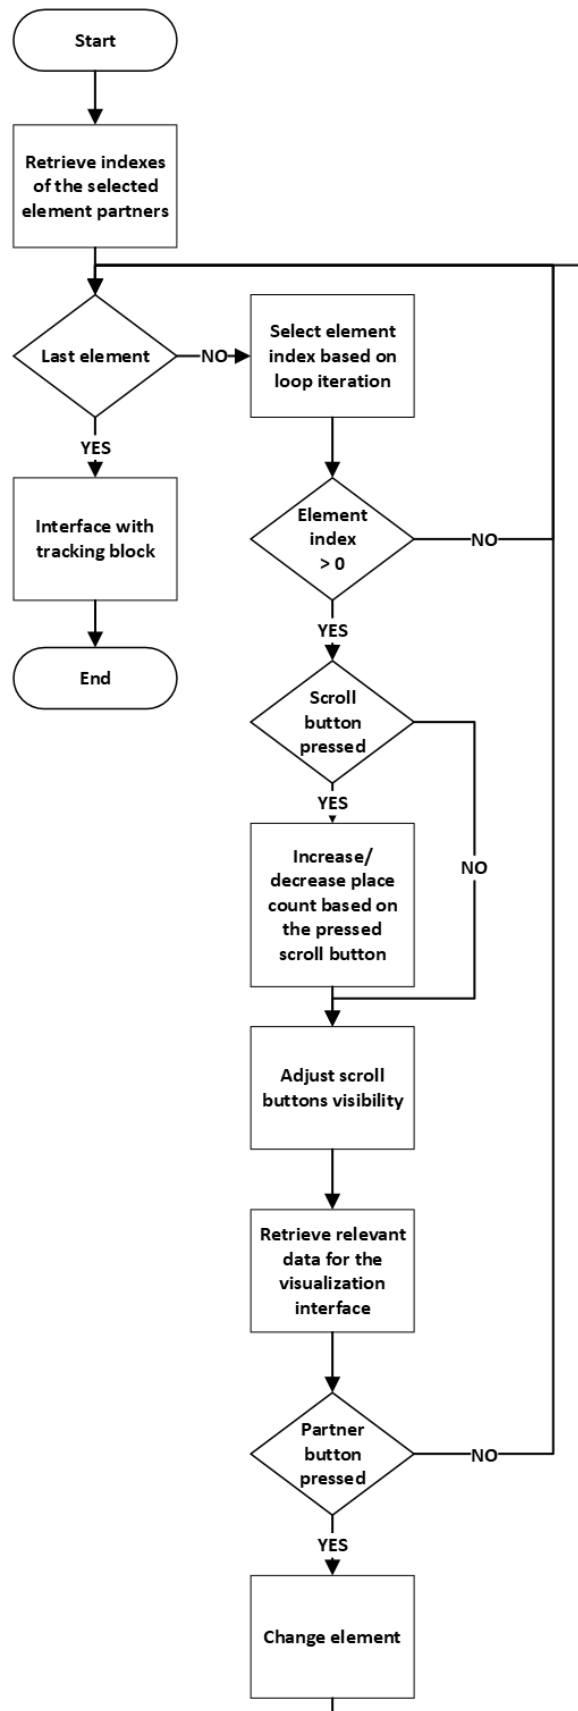 Start
Retrieve indexes
of the selected
element partners
Last element
NO
Select element
index based on
loop iteration
YES
Interface with
tracking block
End
Element
index
> 0
NO
YES
Scroll
button
pressed
YES
NO
Increase/
decrease place
count based on
the pressed
scroll button
Adjust scroll
buttons visibility
Retrieve relevant
data for the
visualization
interface
Partner
button
pressed
NO
YES
Change element